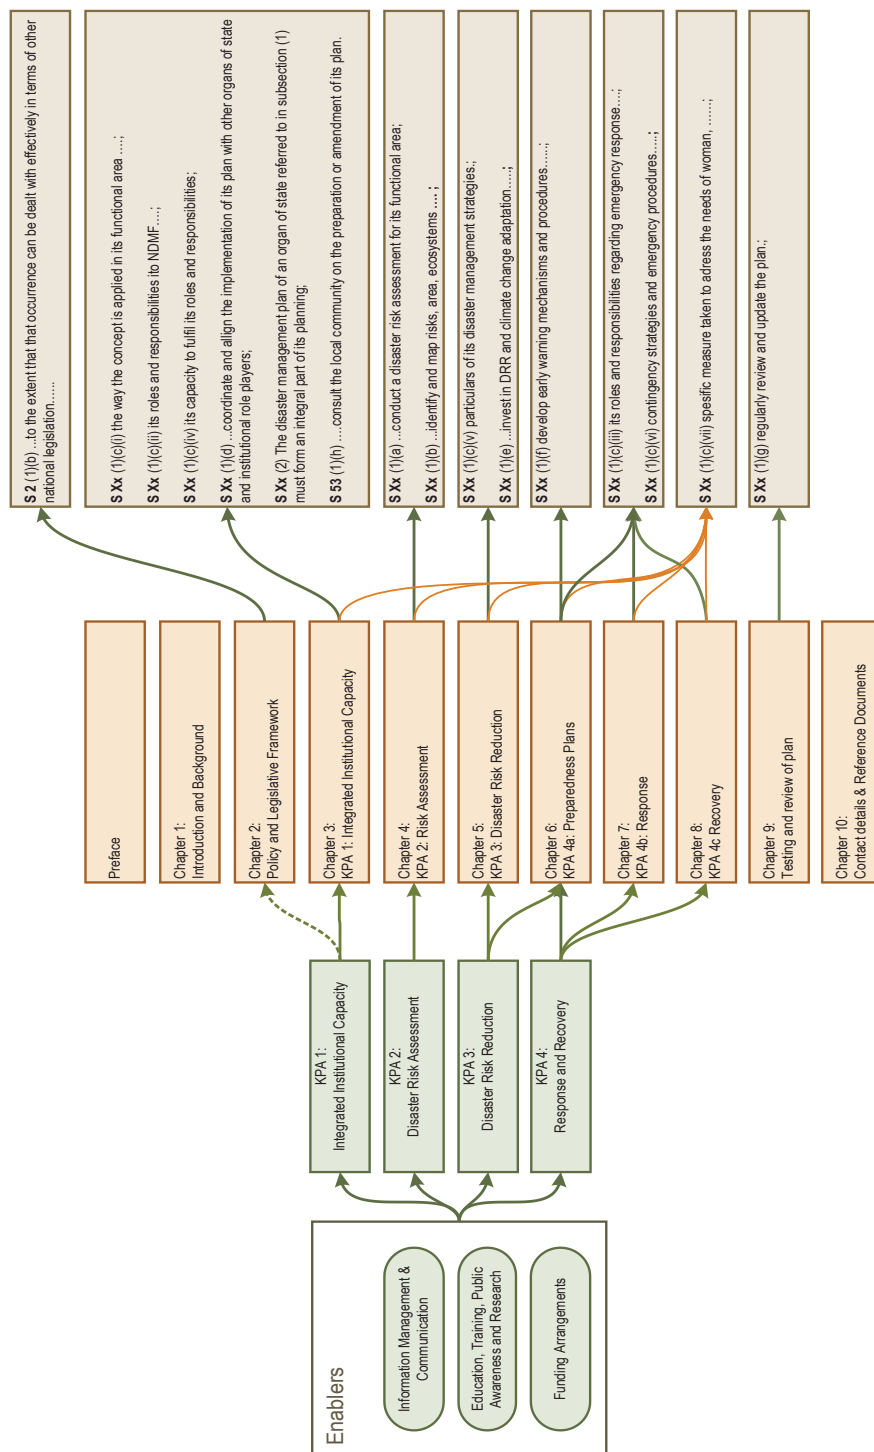 Enablers
Information Management &
Communication
Education, Training, Public
Awareness and Research
Funding Arrangements
KPA 1:
Integrated Institutional Capacity
KPA 2:
Disaster Risk Assessment
KPA 3:
Disaster Risk Reduction
KPA 4:
Response and Recovery
Preface
Chapter 1:
Introduction and Background
Chapter 2:
Policy and Legislative Framework
Chapter 3:
KPA 1: Integrated Institutional Capacity
Chapter 4:
KPA 2: Risk Assessment
Chapter 5:
KPA 3: Disaster Risk Reduction
Chapter 6:
KPA 4a: Preparedness Plans
Chapter 7:
KPA 4b: Response
Chapter 8:
KPA 4c Recovery
Chapter 9:
Testing and review of plan
Chapter 10:
Contact details & Reference Documents
S 2 (1)(b) ...to the extent that that occurrence can be dealt with effectively in terms of other
national legislation......
S Xx (1)(c)(i) the way the concept is applied in its functional area ....;
S Xx (1)(c)(ii) its roles and responsibilities ito NDMF....;
S Xx (1)(c)(iv) its capacity to fulfil its roles and responsibilities;
S Xx (1)(d) ...coordinate and allign the implementation of its plan with other organs of state
and institutional role players;
S Xx (2) The disaster management plan of an organ of state referred to in subsection (1)
must form an integral part of its planning;
S 53 (1)(h) ....consult the local community on the preparation or amendment of its plan.
S Xx (1)(a) ...conduct a disaster risk assessment for its functional area;
S Xx (1)(b) ...identify and map risks, area, ecosystems ....;
S Xx (1)(c)(v) particulars of its disaster management strategies.;
S Xx (1)(e) ...invest in DRR and climate change adaptation.....;
S Xx (1)(f) develop early warning mechanisms and procedures......;
S Xx (1)(c)(iii) its roles and responsibilities regarding emergency response....;
S Xx (1)(c)(vi) contingency strategies and emergency procedures.....;
S Xx (1)(c)(vii) spesific measure taken to adress the needs of woman, ......;
S Xx (1)(g) regularly review and update the plan.;